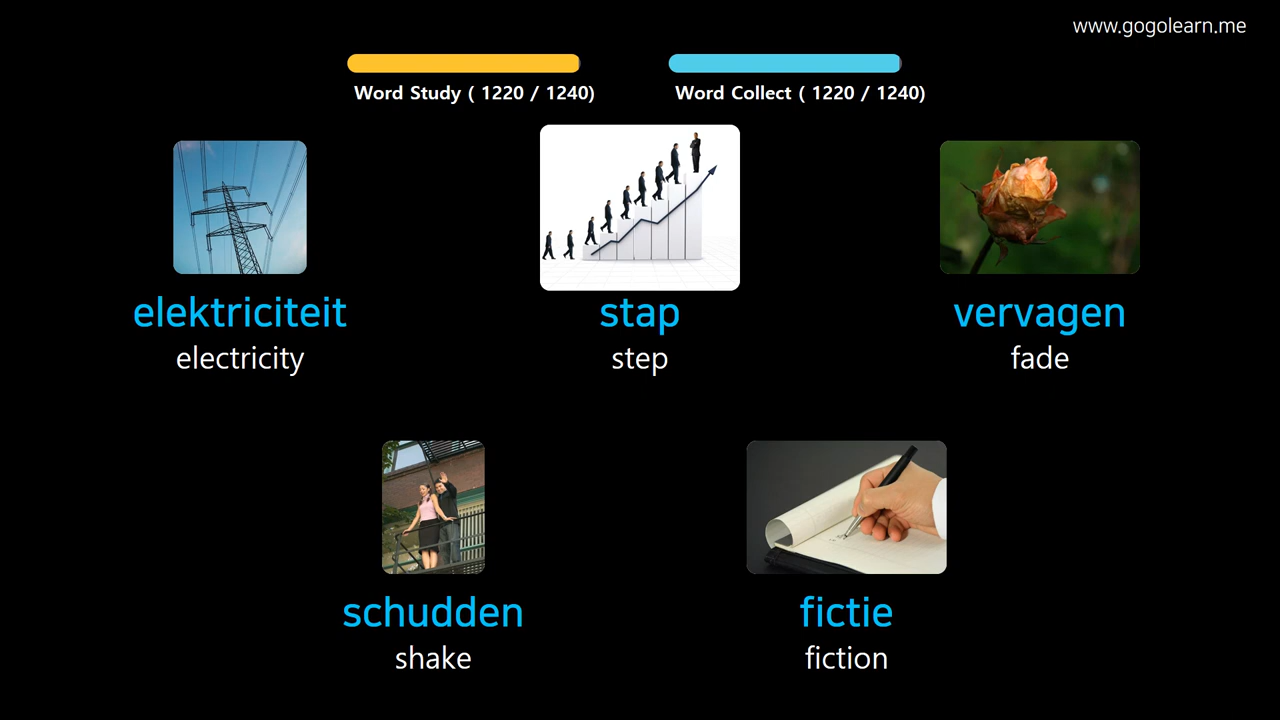 www.gogolearn.me
Word Study ( 1220 / 1240)
Word Collect ( 1220 / 1240)
elektriciteit
electricity
stap
step
vervagen
fade
schudden
shake
fictie
fiction